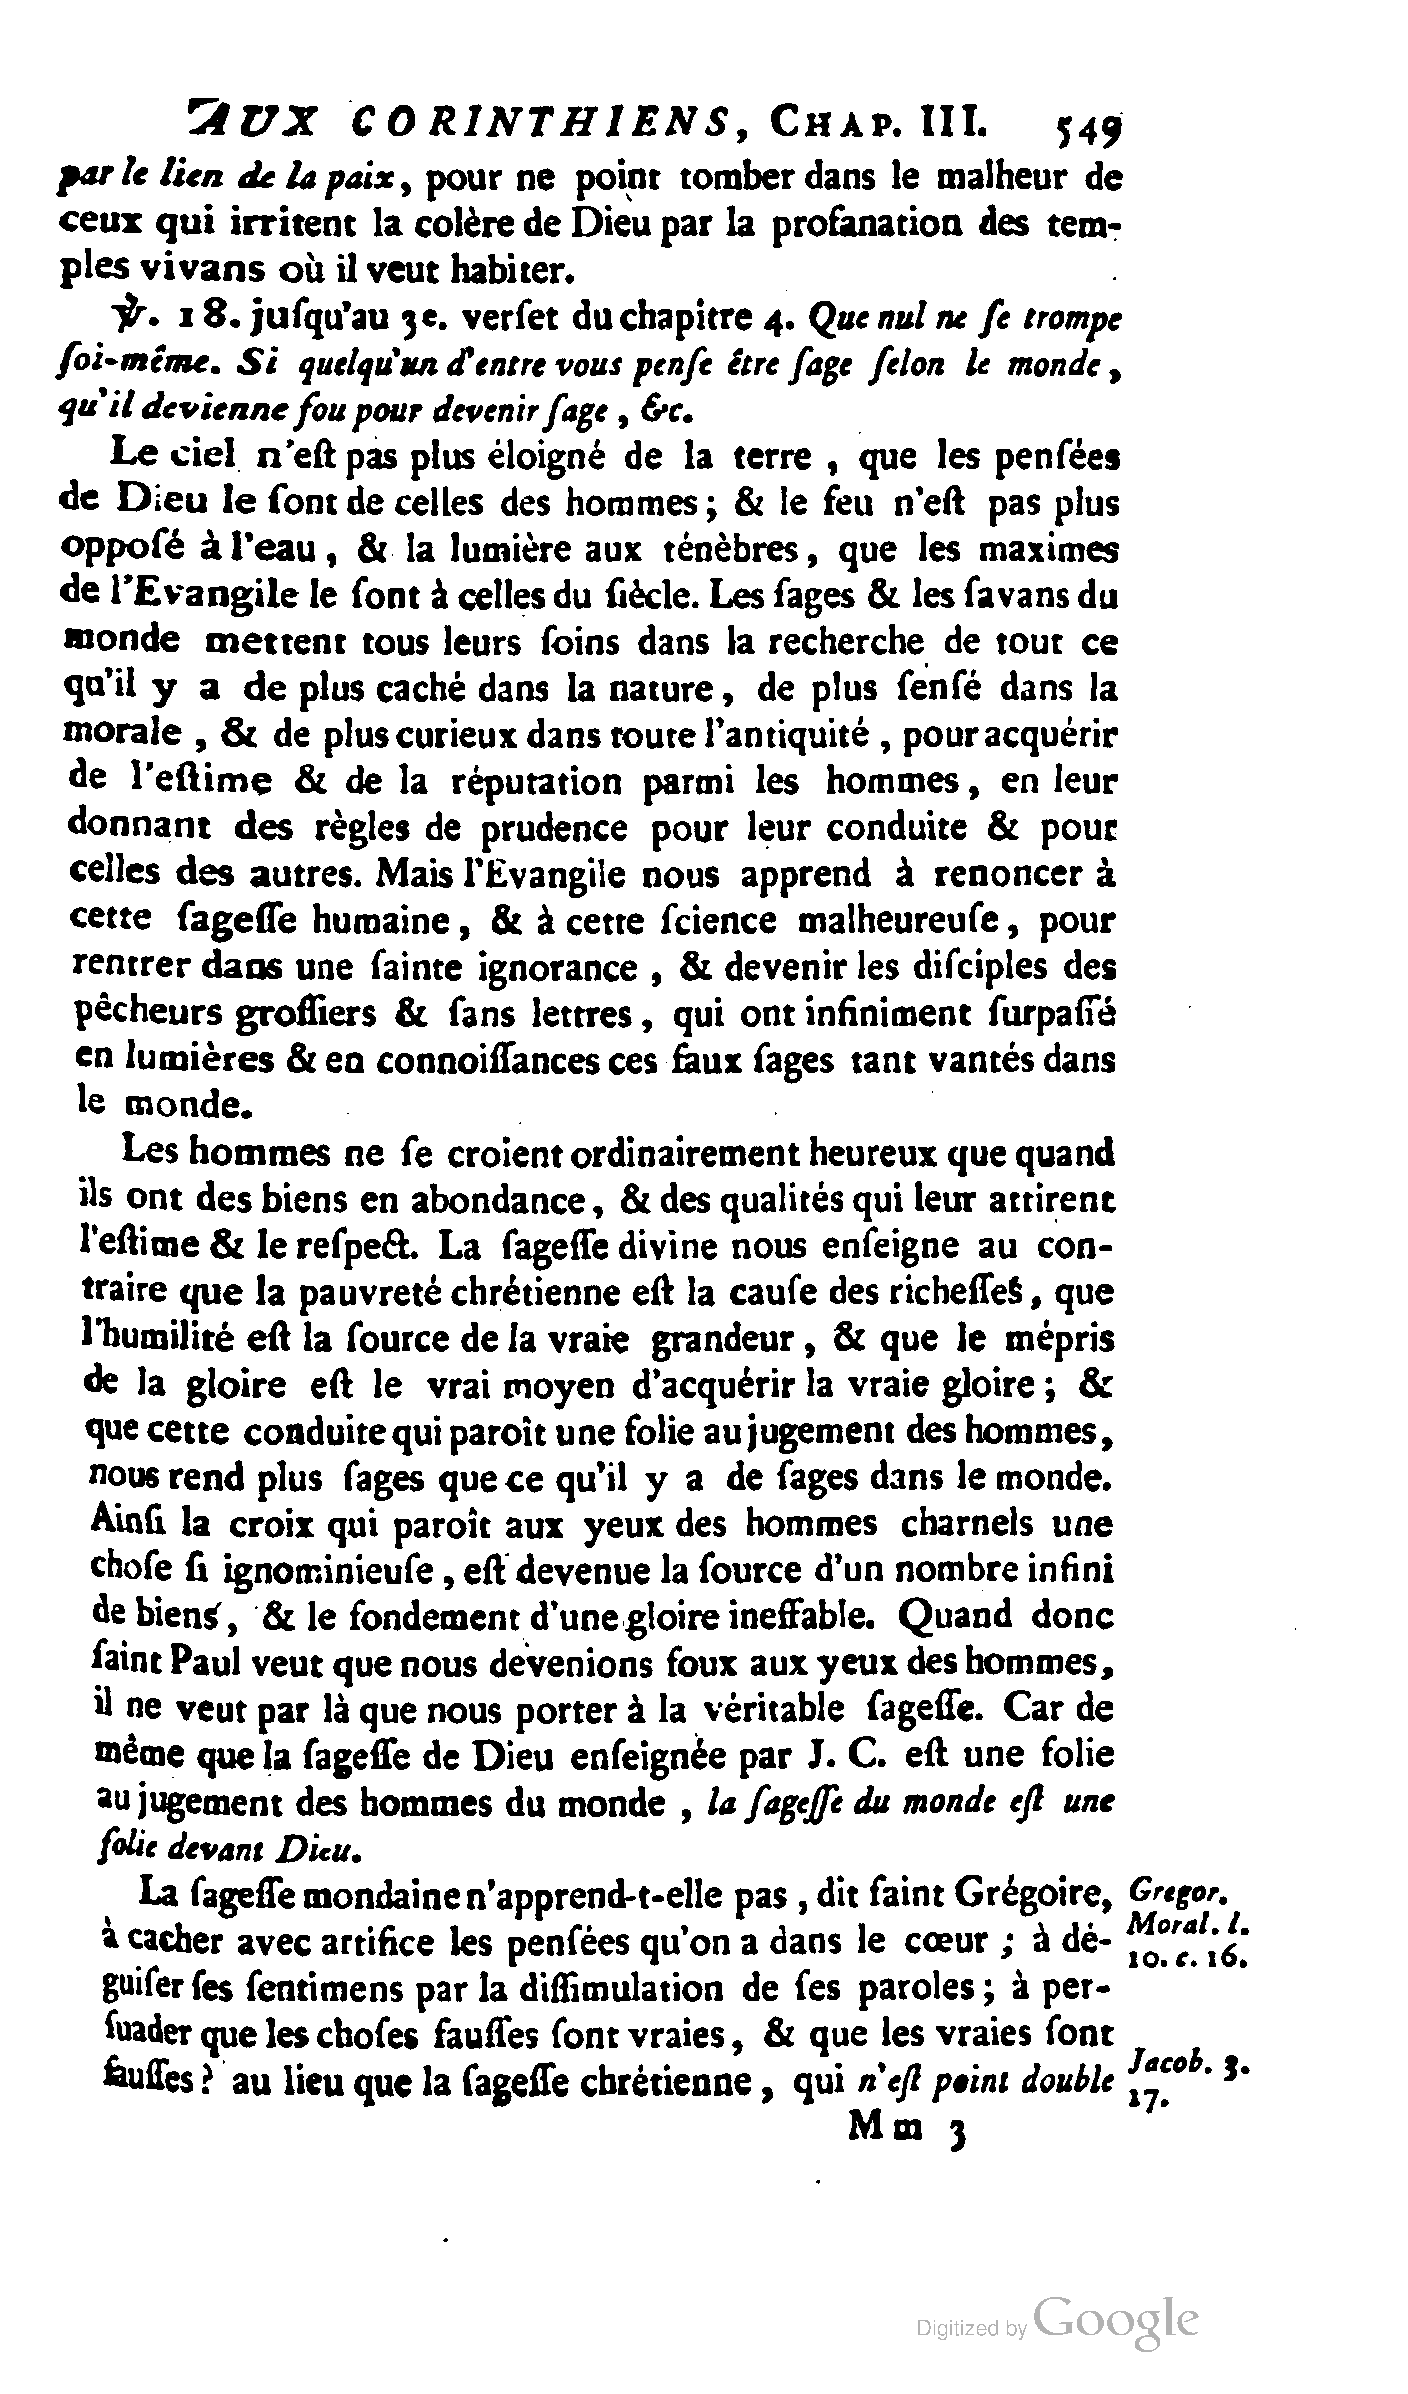 AUX CORINTHIENS, CHAP. III. 549
par le lien de la paix, pour ne point tomber dans le malheur de
ceux qui irritent la colère de Dieu par la profanation des tem-
ples vivans où il veut habiter.
℣. 18. juſqu'au 3e. verſet du chapitre 4. Que nul ne ſe trompe
ſoi-même. Si quelqu'un d'entre vous penſe être ſage ſelon le monde,
qu'il devienne fou pour devenir ſage, &c.
Le ciel n'eſt pas plus éloigné de la terre, que les penſées
de Dieu le ſont de celles des hommes; & le feu n'eſt pas plus
oppoſé à l'eau, & la lumière aux ténèbres, que les maximes
de l'Evangile le ſont à celles du ſiècle. Les ſages & les ſavans du
monde mettent tous leurs ſoins dans la recherche de tout ce
qu'il y a de plus caché dans la nature, de plus ſenſé dans la
morale, & de plus curieux dans toute l'antiquité, pour acquérir
de l'eſtime & de la réputation parmi les hommes, en leur
donnant des règles de prudence pour leur conduite & pour
celles des autres. Mais l'Evangile nous apprend à renoncer à
cette ſageſſe humaine, & à cette ſcience malheureuſe, pour
rentrer dans une ſainte ignorance, & devenir les diſciples des
pêcheurs groſſiers & ſans lettres, qui ont infiniment ſurpaſſé
en lumières & en connoiſſances ces faux ſages tant vantés dans
le monde.
Les hommes ne ſe croient ordinairement heureux que quand
ils ont des biens en abondance, & des qualités qui leur attirent
l'eſtime & le reſpect. La ſageſſe divine nous enſeigne au con-
traire que la pauvreté chrétienne eſt la cauſe des richeſſes, que
l'humilité eſt la ſource de la vraie grandeur, & que le mépris
de la gloire eſt le vrai moyen d'acquérir la vraie gloire; &
que cette conduite qui paroît une folie au jugement des hommes,
nous rend plus ſages que ce qu'il y a de ſages dans le monde.
Ainſi la croix qui paroît aux yeux des hommes charnels une
choſe ſi ignominieuſe, eſt devenue la ſource d'un nombre infini
de biens, & le fondement d'une gloire ineffable. Quand donc
ſaint Paul veut que nous devenions foux aux yeux des hommes,
il ne veut par là que nous porter à la véritable ſageſſe. Car de
même que la ſageſſe de Dieu enſeignée par J. C. eſt une folie
au jugement des hommes du monde, la ſageſſe du monde eſt une
folie devant Dieu.
La ſageſſe mondaine n'apprend-t-elle pas, dit ſaint Grégoire,
à cacher avec artifice les penſées qu'on a dans le cœur; à dé-
guiſer ſes ſentimens par la diſſimulation de ſes paroles; à per-
ſuader que les choſes fauſſes ſont vraies, & que les vraies ſont
fauſſes? au lieu que la ſageſſe chrétienne, qui n'eſt point double
Gregor.
Moral. l.
10. c. 16.
Jacob. 3.
17.
Mm 3
Digitized by Google